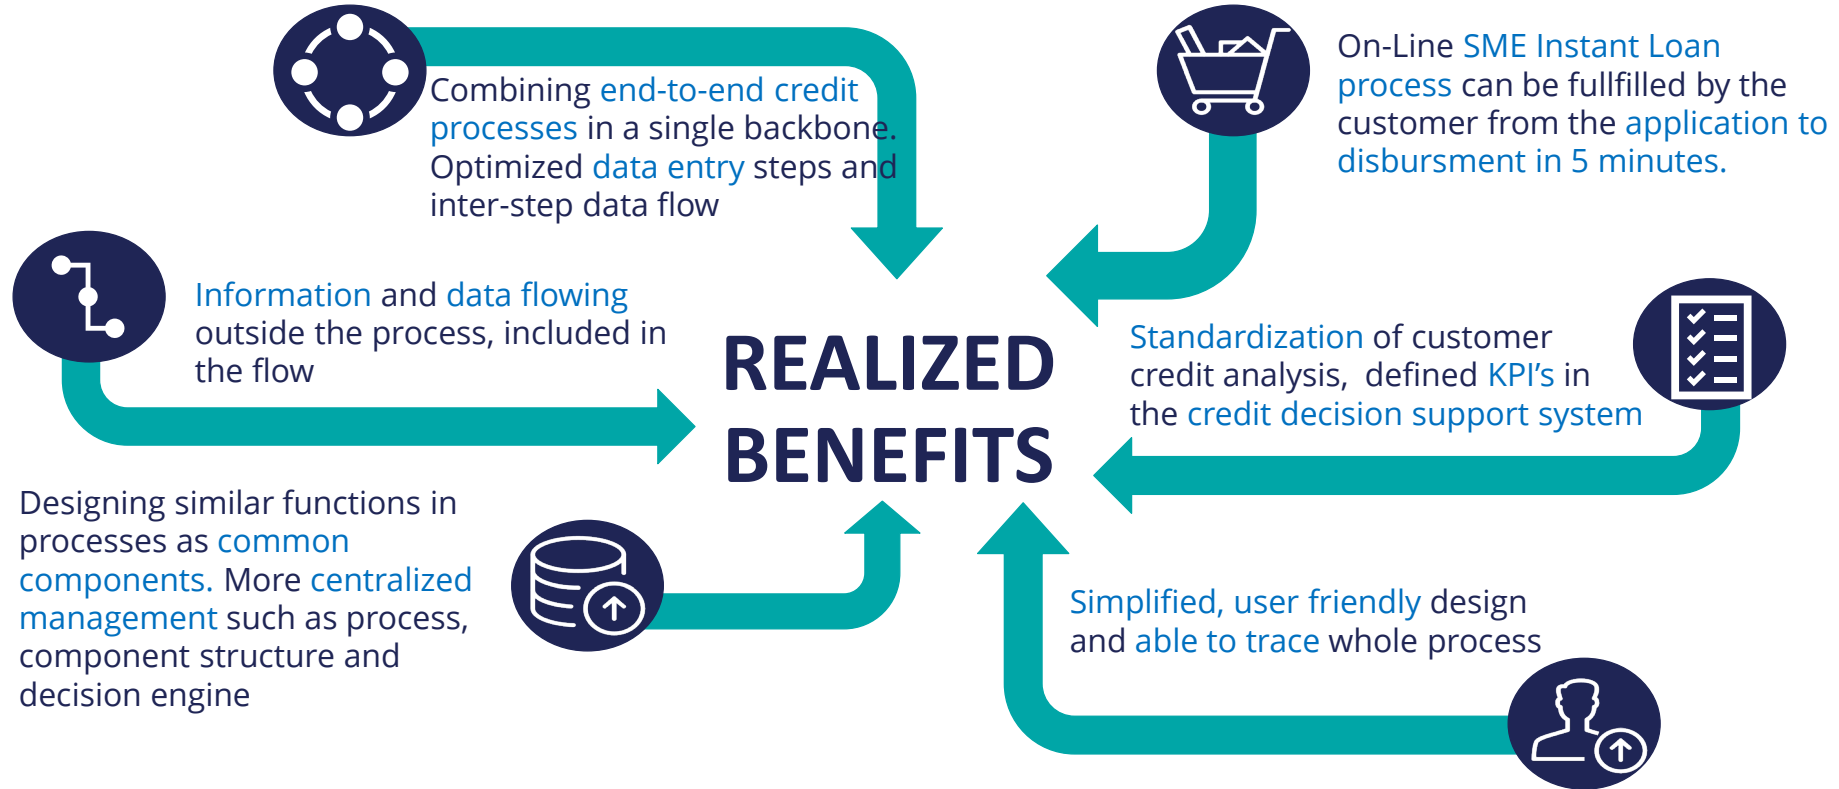 Combining end-to-end credit
processes in a single backbone.
Optimized data entry steps and
inter-step data flow
On-Line SME Instant Loan
process can be fullfilled by the
customer from the application to
disbursment in 5 minutes.
Information and data flowing
outside the process, included in
the flow
REALIZED
BENEFITS
Standardization of customer
credit analysis,  defined KPI’s in
the credit decision support system
Designing similar functions in
processes as common
components. More centralized
management such as process,
component structure and
decision engine
Simplified, user friendly design
and able to trace whole process